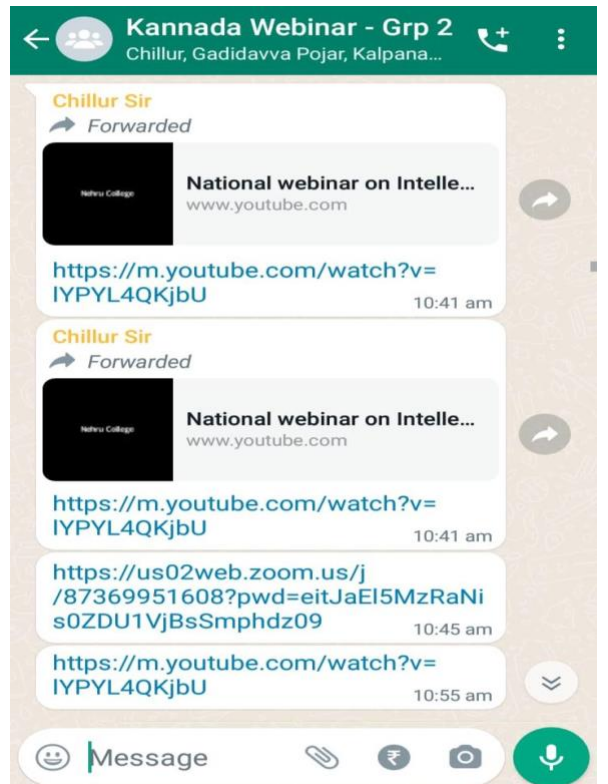 Kannada Webinar - Grp 2
Chillur, Gadidavva Pojar, Kalpana...
Chillur Sir
Forwarded
Nehru College
National webinar on Intelle...
www.youtube.com
https://m.youtube.com/watch?v=
lYPYL4QKjbU
10:41 am
Chillur Sir
Forwarded
Nehru College
National webinar on Intelle...
www.youtube.com
https://m.youtube.com/watch?v=
lYPYL4QKjbU
10:41 am
https://us02web.zoom.us/j
/87369951608?pwd=eitJaEl5MzRaNi
s0ZDU1VjBsSmphdz09
10:45 am
https://m.youtube.com/watch?v=
lYPYL4QKjbU
10:55 am
Message
₹